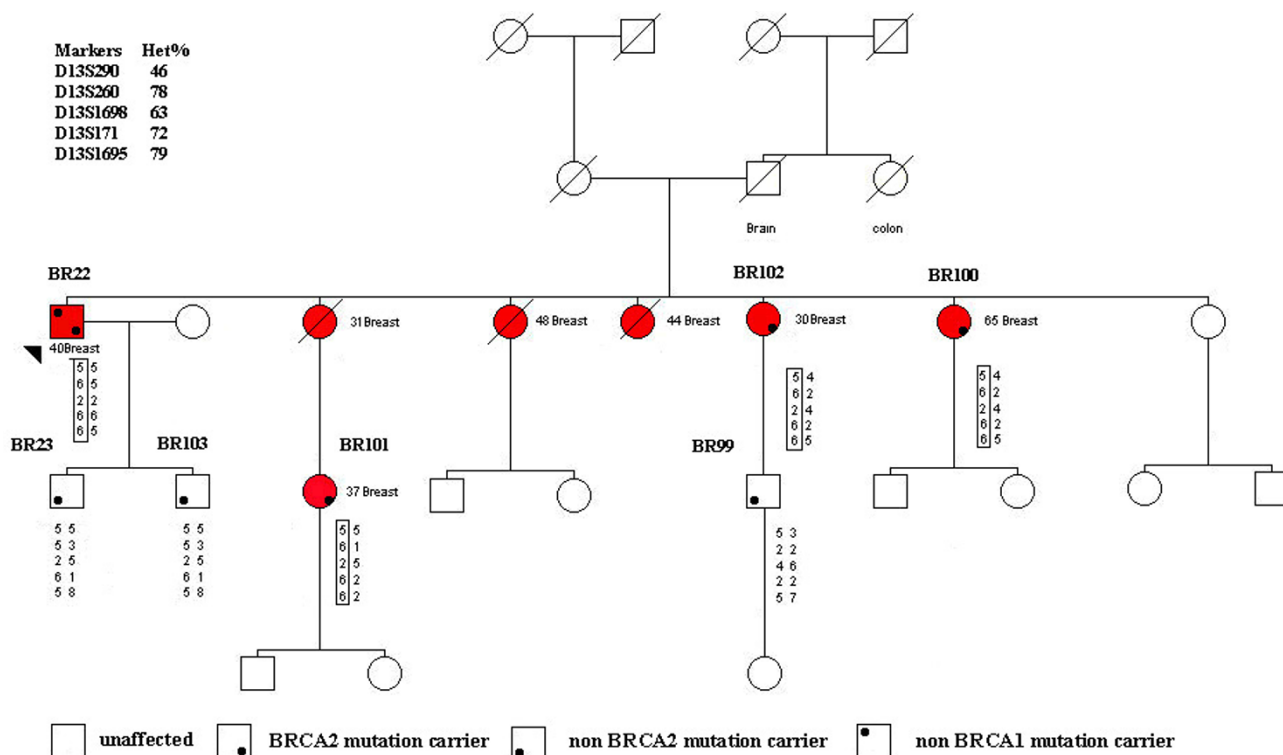 Markers Het%
D13S290 46
D13S260 78
D13S1698 63
D13S171 72
D13S1695 79
Brain
colon
BR22
BR102
BR100
40Breast
31 Breast
48 Breast
44 Breast
30 Breast
65 Breast
5 5
6 5
2 2
6 6
6 5
5 4
6 2
2 4
6 2
6 5
5 4
6 2
2 4
6 2
6 5
BR23
BR103
BR101
BR99
37 Breast
5 5
5 3
2 5
6 1
5 8
5 5
5 3
2 5
6 1
5 8
5 5
6 1
2 5
6 2
6 2
5 3
2 2
4 6
2 2
5 7
unaffected
BRCA2 mutation carrier
non BRCA2 mutation carrier
non BRCA1 mutation carrier